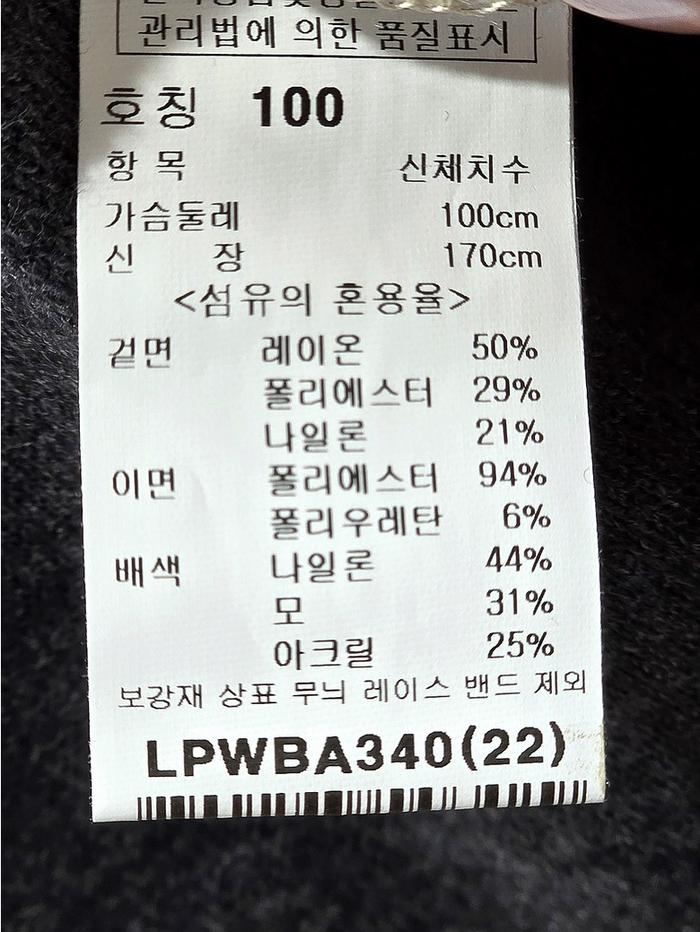 관리법에 의한 품질표시
호칭 100
항 목 신체치수
가슴둘레 100cm
신 장 170cm
<섬유의 혼용율>
겉면 레이온 50%
폴리에스터 29%
나일론 21%
이면 폴리에스터 94%
폴리우레탄 6%
배색 나일론 44%
모 31%
아크릴 25%
보강재 상표 무늬 레이스 밴드 제외
LPWBA340(22)